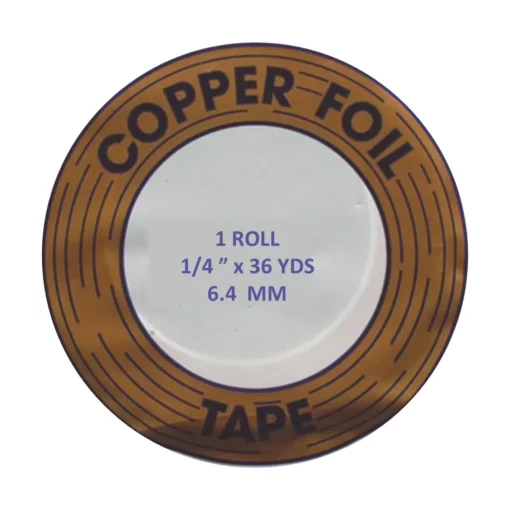 COPPER FOIL
1 ROLL
1/4 " x 36 YDS
6.4 MM
TAPE